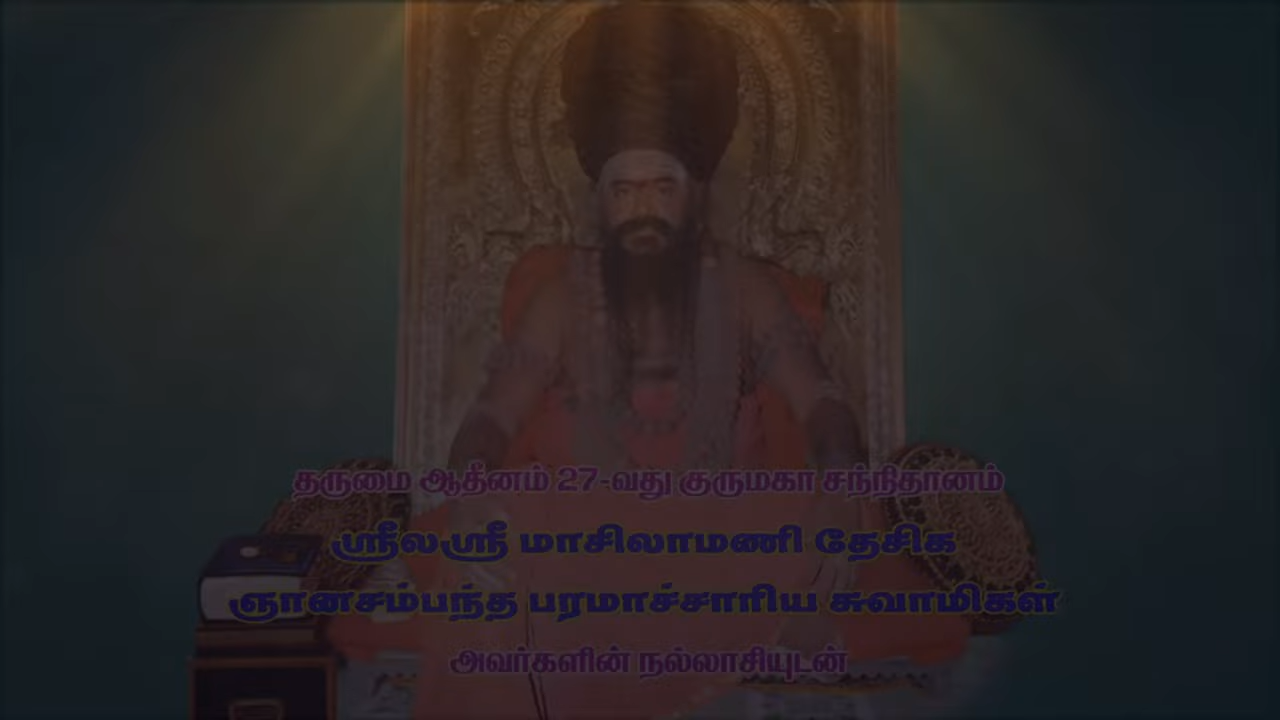 தருமை ஆதீனம் 27-வது குருமகா சந்நிதானம்
ஸ்ரீலஸ்ரீ மாசிலாமணி தேசிக
ஞானசம்பந்த பரமாச்சாரிய சுவாமிகள்
அவர்களின் நல்லாசியுடன்